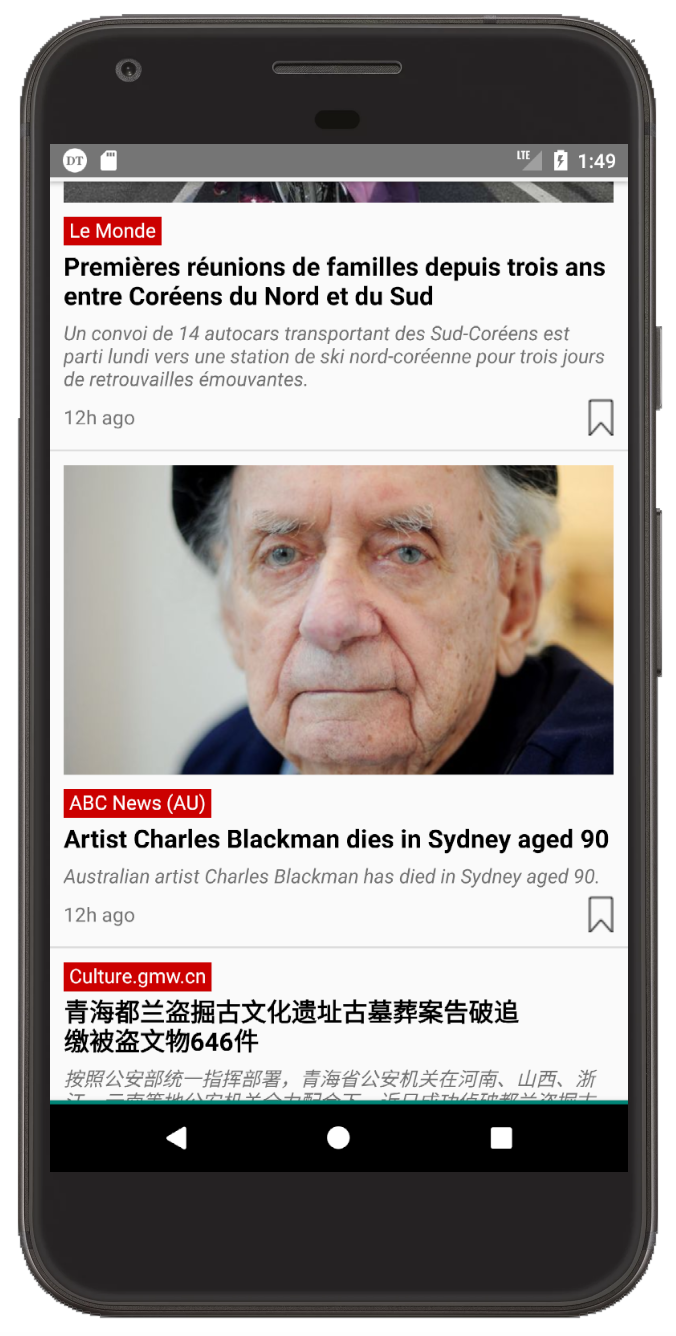 DT
LTE
1:49
Le Monde
Premières réunions de familles depuis trois ans
entre Coréens du Nord et du Sud
Un convoi de 14 autocars transportant des Sud-Coréens est
parti lundi vers une station de ski nord-coréenne pour trois jours
de retrouvailles émouvantes.
12h ago
ABC News (AU)
Artist Charles Blackman dies in Sydney aged 90
Australian artist Charles Blackman has died in Sydney aged 90.
12h ago
Culture.gmw.cn
青海都兰盗掘古文化遗址古墓葬案告破追
缴被盗文物646件
按照公安部统一指挥部署，青海省公安机关在河南、山西、浙